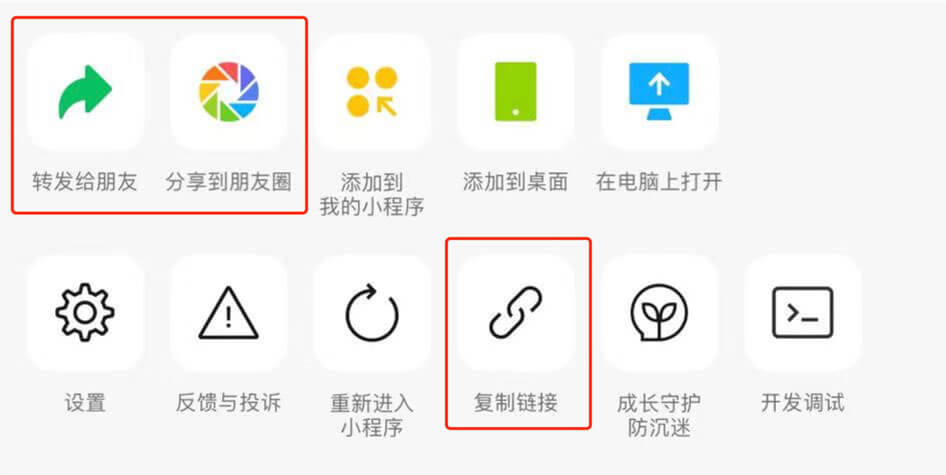 转发给朋友
分享到朋友圈
添加到
我的小程序
添加到桌面
在电脑上打开
设置
反馈与投诉
重新进入
小程序
复制链接
成长守护
防沉迷
开发调试